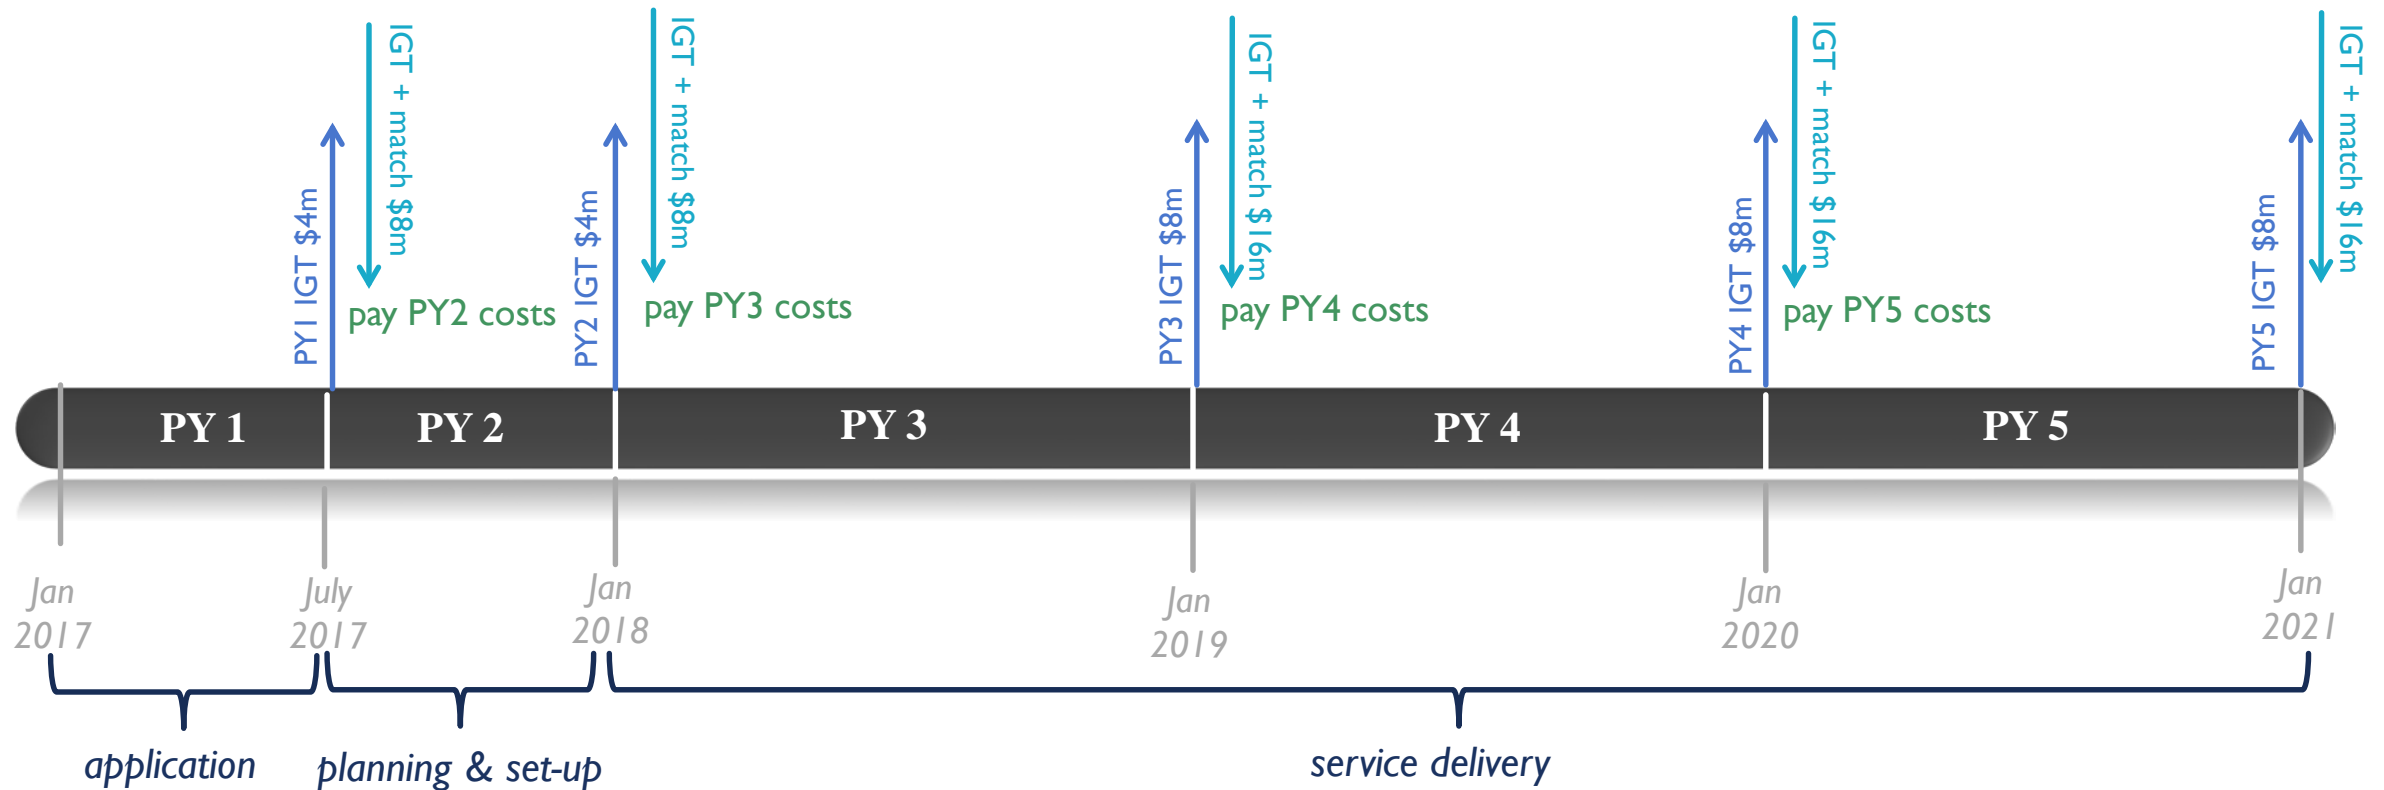 IGT + match $8m
IGT + match $8m
IGT + match $16m
IGT + match $16m
IGT + match $16m
PY1 IGT $4m
PY2 IGT $4m
PY3 IGT $8m
PY4 IGT $8m
PY5 IGT $8m
pay PY2 costs
pay PY3 costs
pay PY4 costs
pay PY5 costs
PY 1
PY 2
PY 3
PY 4
PY 5
Jan
2017
July
2017
Jan
2018
Jan
2019
Jan
2020
Jan
2021
application
planning & set-up
service delivery